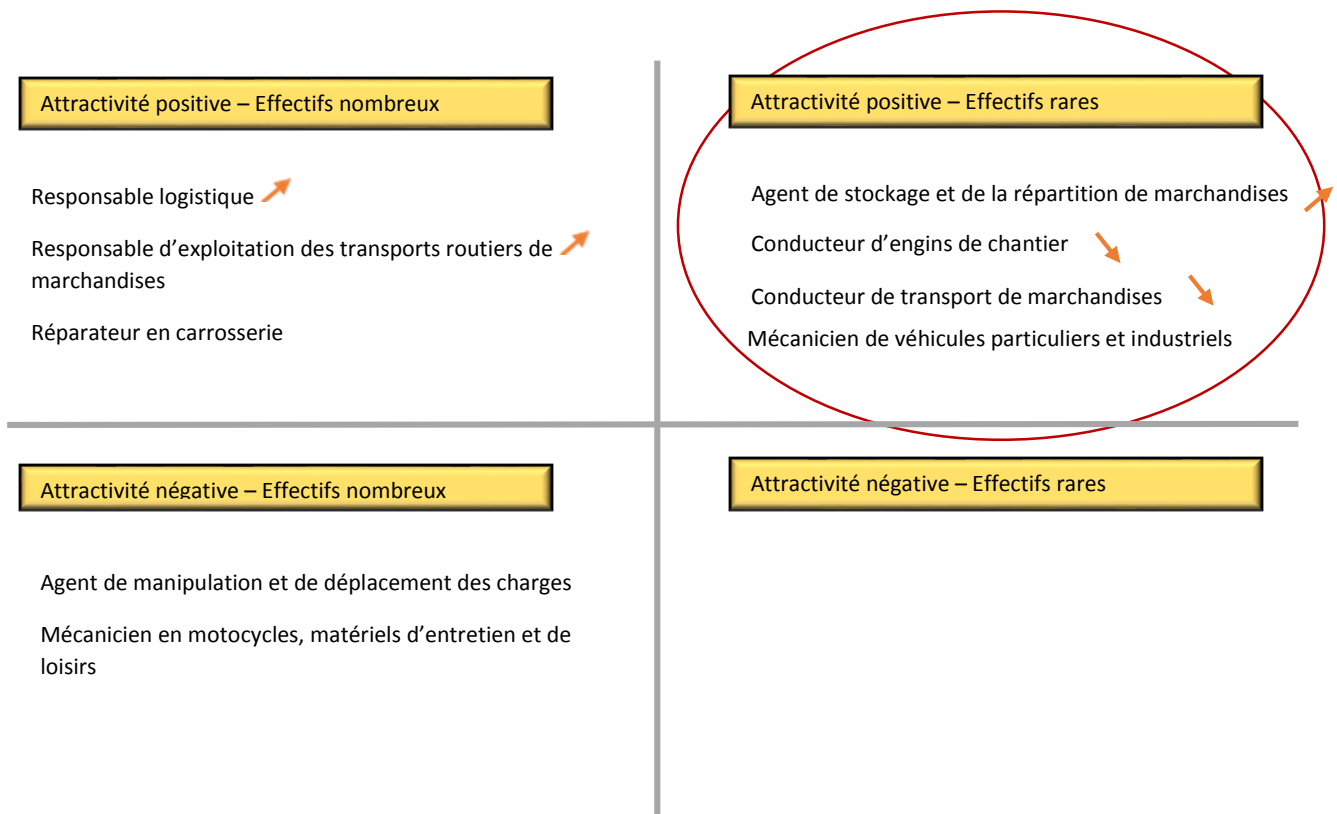 Attractivité positive – Effectifs nombreux
Responsable logistique
Responsable d’exploitation des transports routiers de
marchandises
Réparateur en carrosserie
Attractivité positive – Effectifs rares
Agent de stockage et de la répartition de marchandises
Conducteur d’engins de chantier
Conducteur de transport de marchandises
Mécanicien de véhicules particuliers et industriels
Attractivité négative – Effectifs nombreux
Agent de manipulation et de déplacement des charges
Mécanicien en motocycles, matériels d’entretien et de
loisirs
Attractivité négative – Effectifs rares